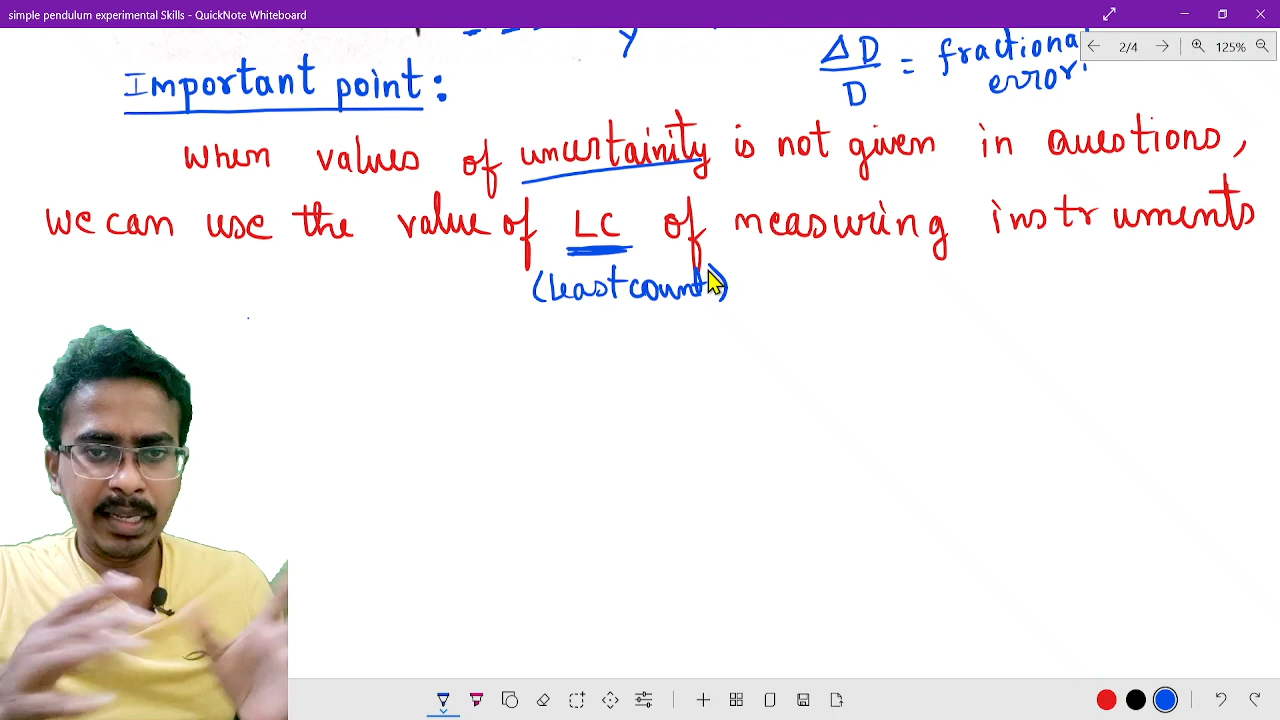 simple pendulum experimental Skills - QuickNote Whiteboard
2/4
125%
ΔD/D = fractional error
Important point:
When values of uncertainity is not given in questions,
we can use the value of LC of measuring instruments
(least count)